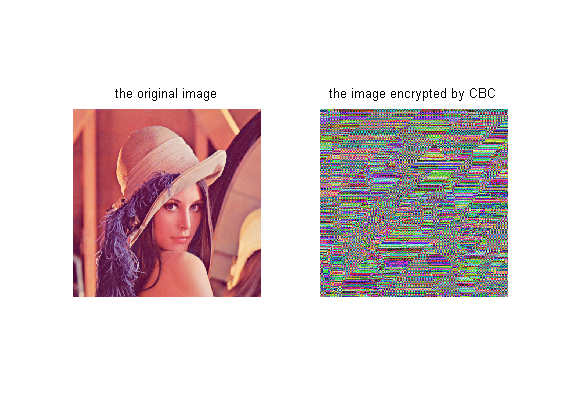 the original image
the image encrypted by CBC